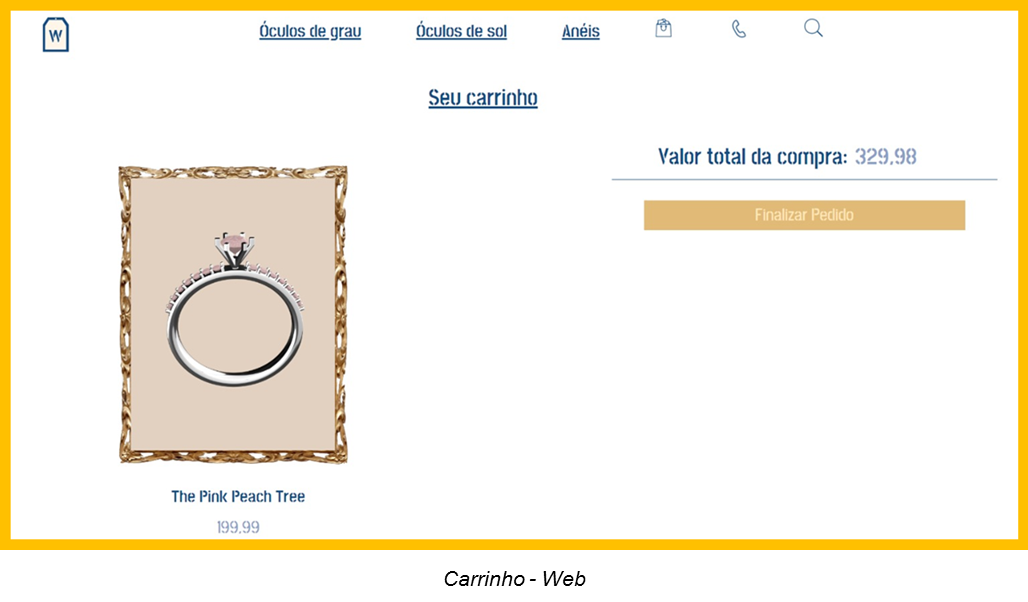 W
Óculos de grau Óculos de sol Anéis
Seu carrinho
Valor total da compra: 329,98
Finalizar Pedido
The Pink Peach Tree
199,99
Carrinho - Web